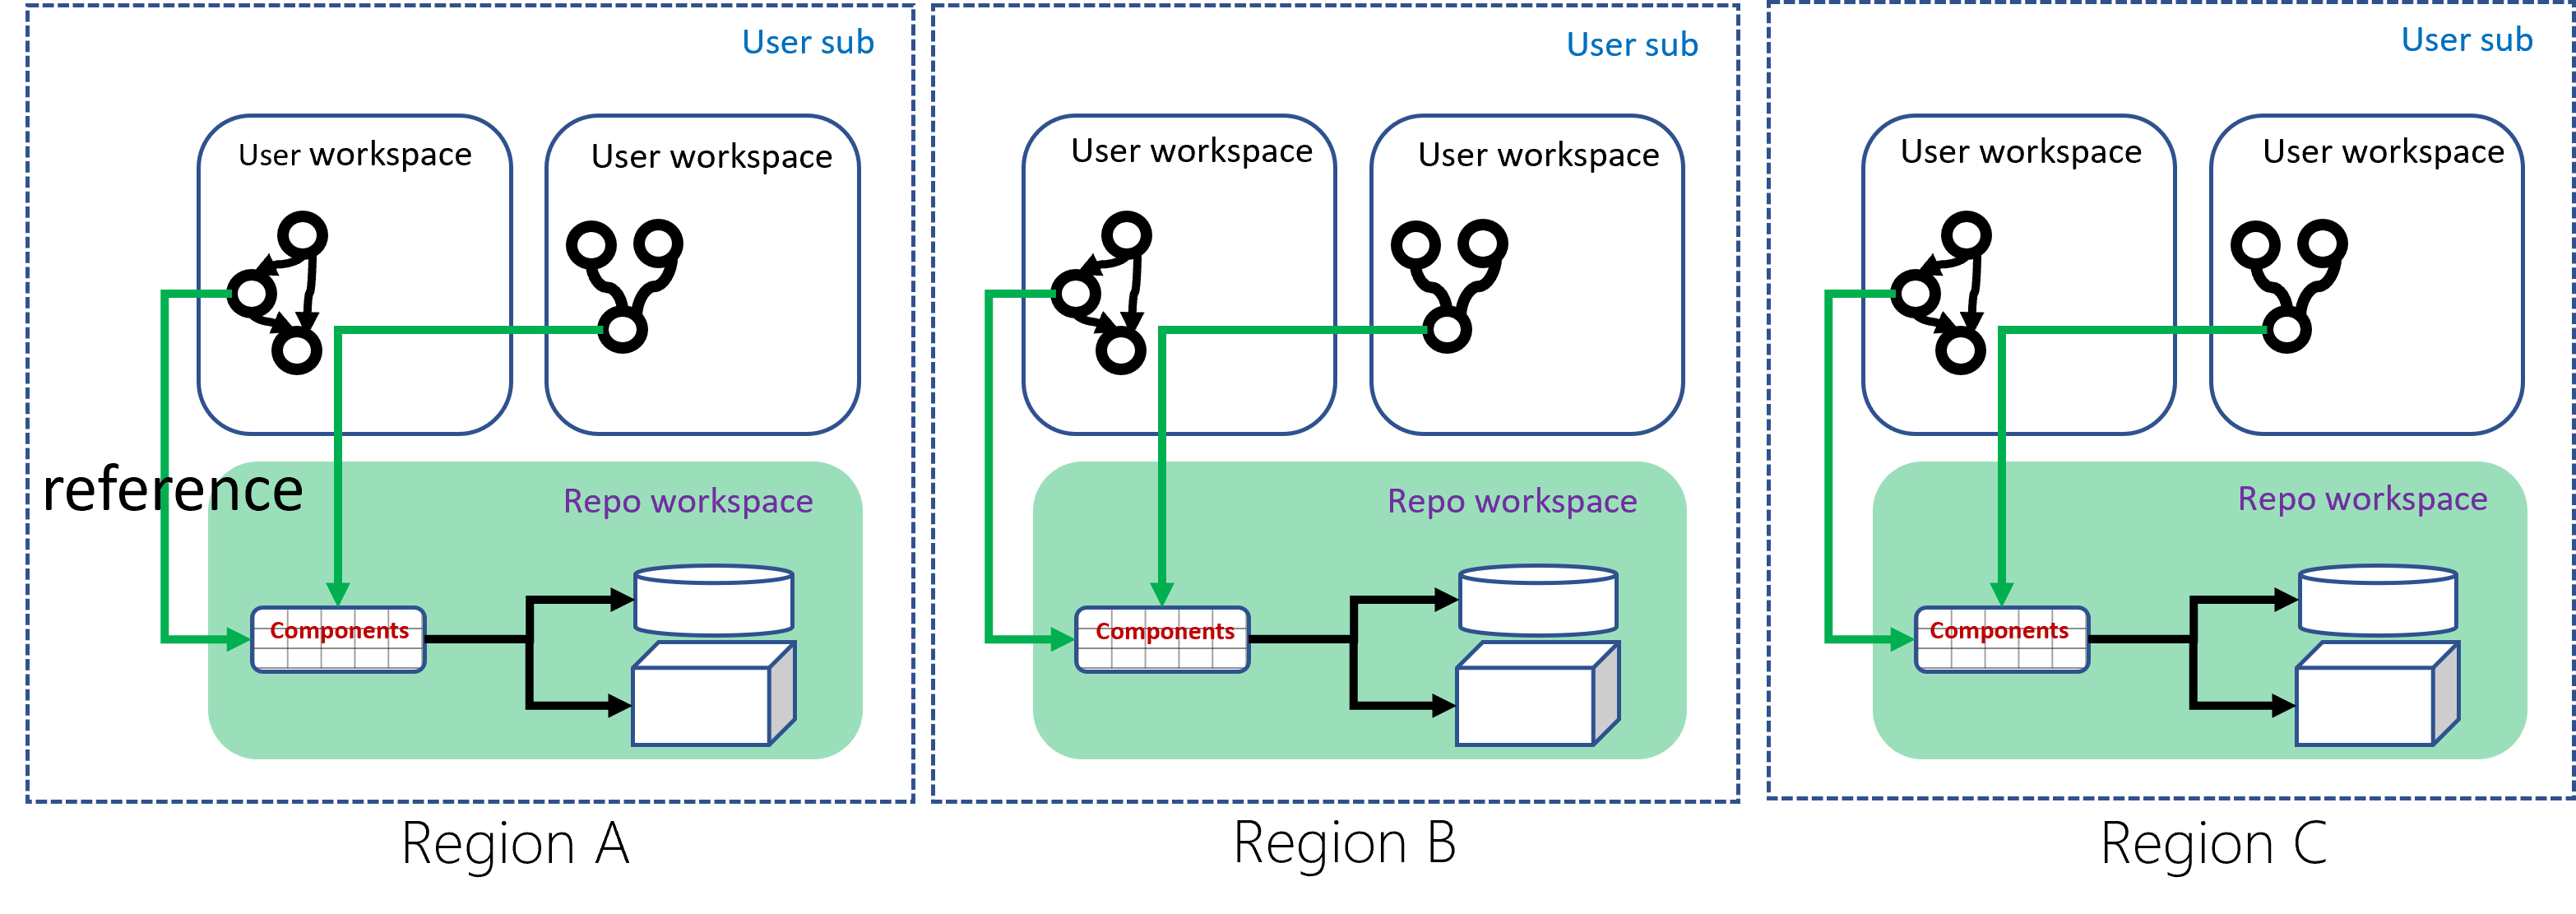 User sub
User workspace
User workspace
reference
Repo workspace
Components
Region A
User sub
User workspace
User workspace
Repo workspace
Components
Region B
User sub
User workspace
User workspace
Repo workspace
Components
Region C